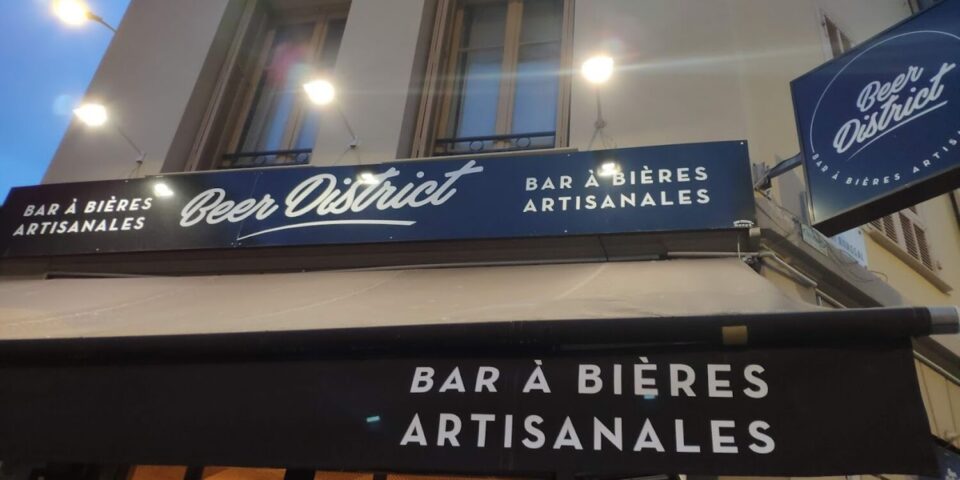 BAR À BIÈRES
ARTISANALES
Beer District
BAR À BIÈRES
ARTISANALES
Beer
District
BAR À BIÈRES ARTIS
BAR À BIÈRES
ARTISANALES